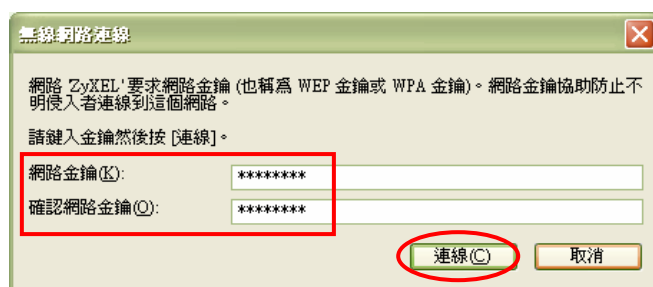 無線網路連線
網路 ZyXEL'要求網路金鑰 (也稱為 WEP 金鑰或 WPA 金鑰)。網路金鑰協助防止不
明侵入者連線到這個網路。
請鍵入金鑰然後按 [連線]。
網路金鑰(K): ********
確認網路金鑰(O): ********
連線(C) 取消